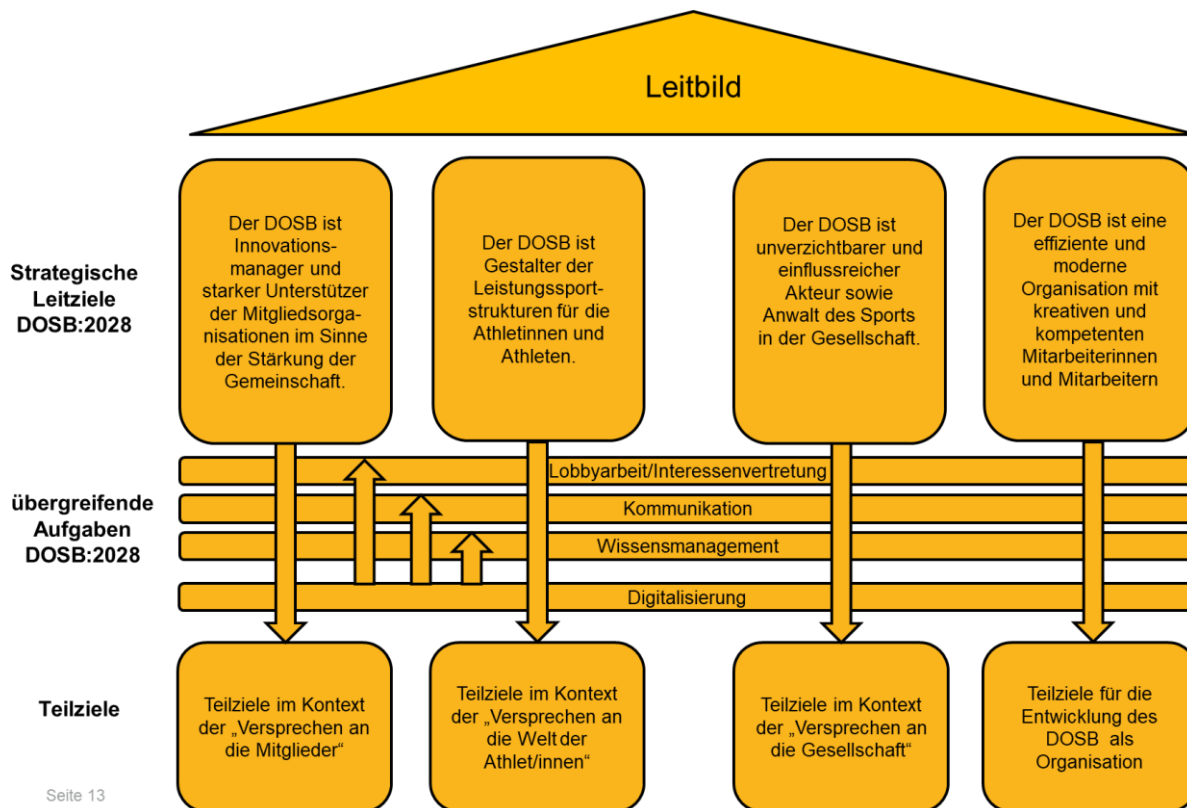 Leitbild
Strategische
Leitziele
DOSB:2028
Der DOSB ist
Innovations-
manager und
starker Unterstützer
der Mitgliedsorga-
nisationen im Sinne
der Stärkung der
Gemeinschaft.
Der DOSB ist
Gestalter der
Leistungssport-
strukturen für die
Athletinnen und
Athleten.
Der DOSB ist
unverzichtbarer und
einflussreicher
Akteur sowie
Anwalt des Sports
in der Gesellschaft.
Der DOSB ist eine
effiziente und
moderne
Organisation mit
kreativen und
kompetenten
Mitarbeiterinnen
und Mitarbeitern
übergreifende
Aufgaben
DOSB:2028
Lobbyarbeit/Interessenvertretung
Kommunikation
Wissensmanagement
Digitalisierung
Teilziele
Teilziele im Kontext
der „Versprechen an
die Mitglieder“
Teilziele im Kontext
der „Versprechen an
die Welt der
Athlet/innen“
Teilziele im Kontext
der „Versprechen an
die Gesellschaft“
Teilziele für die
Entwicklung des
DOSB als
Organisation
Seite 13